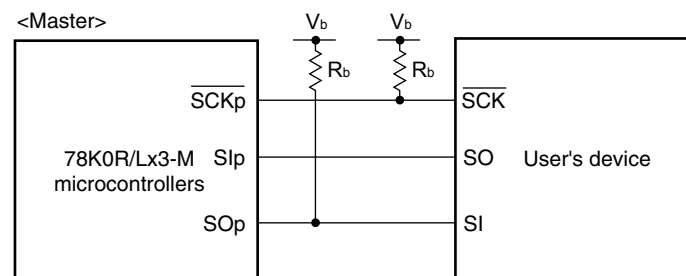 <Master>
Vb Vb
Rb Rb
SCKp SCK
78K0R/Lx3-M
microcontrollers
SIp SO User's device
SOp SI